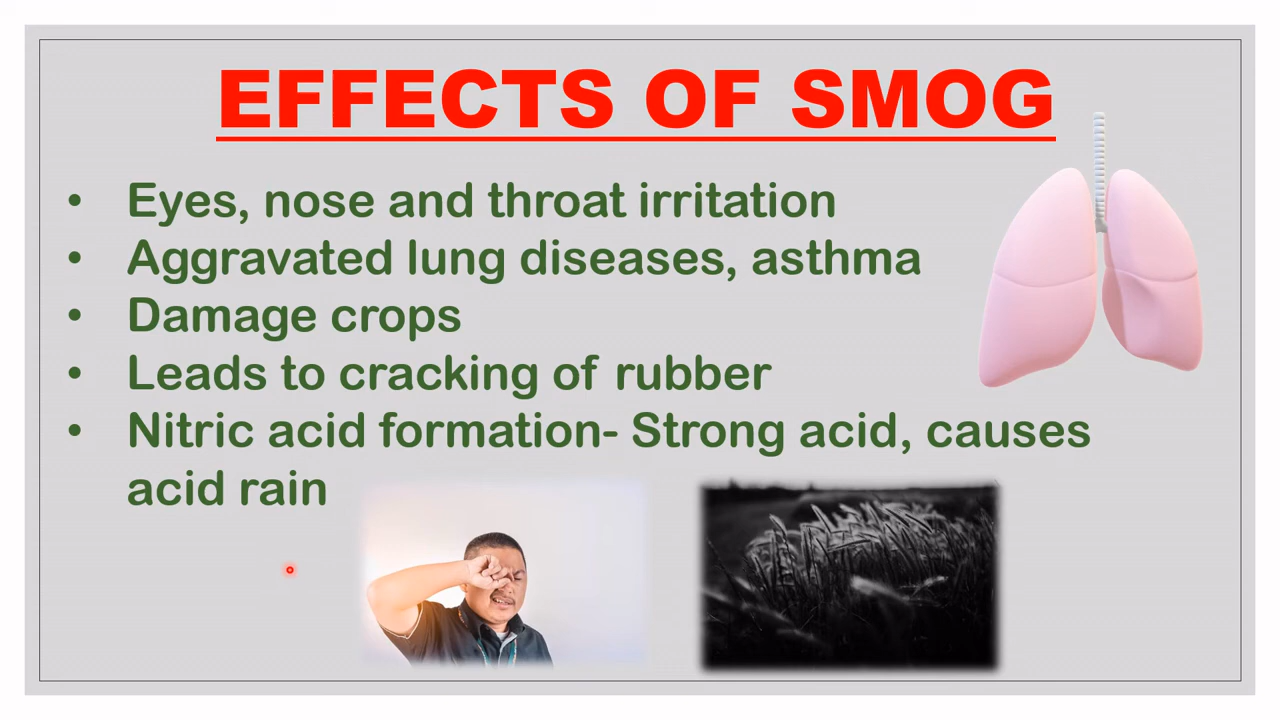 EFFECTS OF SMOG
• Eyes, nose and throat irritation
• Aggravated lung diseases, asthma
• Damage crops
• Leads to cracking of rubber
• Nitric acid formation- Strong acid, causes
acid rain